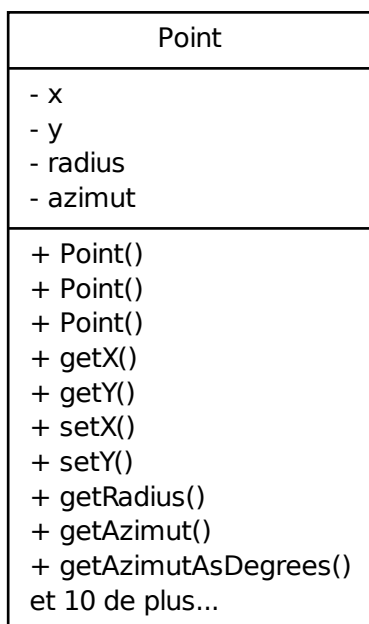 Point
- x
- y
- radius
- azimut
+ Point()
+ Point()
+ Point()
+ getX()
+ getY()
+ setX()
+ setY()
+ getRadius()
+ getAzimut()
+ getAzimutAsDegrees()
et 10 de plus...